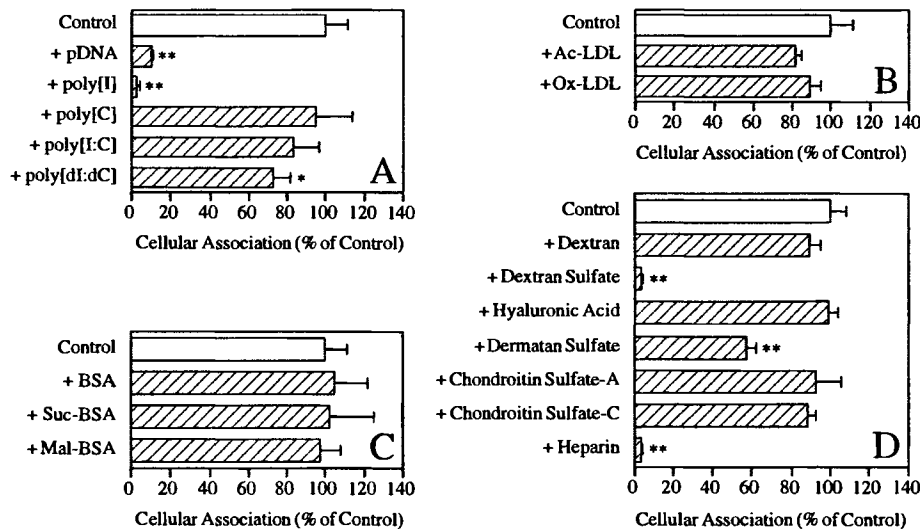 Control
+ pDNA
**
+ poly[I]
**
+ poly[C]
+ poly[I:C]
+ poly[dI:dC]
*
A
0 20 40 60 80 100 120 140
Cellular Association (% of Control)
Control
+Ac-LDL
+Ox-LDL
B
0 20 40 60 80 100 120 140
Cellular Association (% of Control)
Control
+ BSA
+ Suc-BSA
+Mal-BSA
C
0 20 40 60 80 100 120 140
Cellular Association (% of Control)
Control
+Dextran
+ Dextran Sulfate
**
+Hyaluronic Acid
+Dermatan Sulfate
**
+ Chondroitin Sulfate-A
+ Chondroitin Sulfate-C
+ Heparin
**
D
0 20 40 60 80 100 120 140
Cellular Association (% of Control)